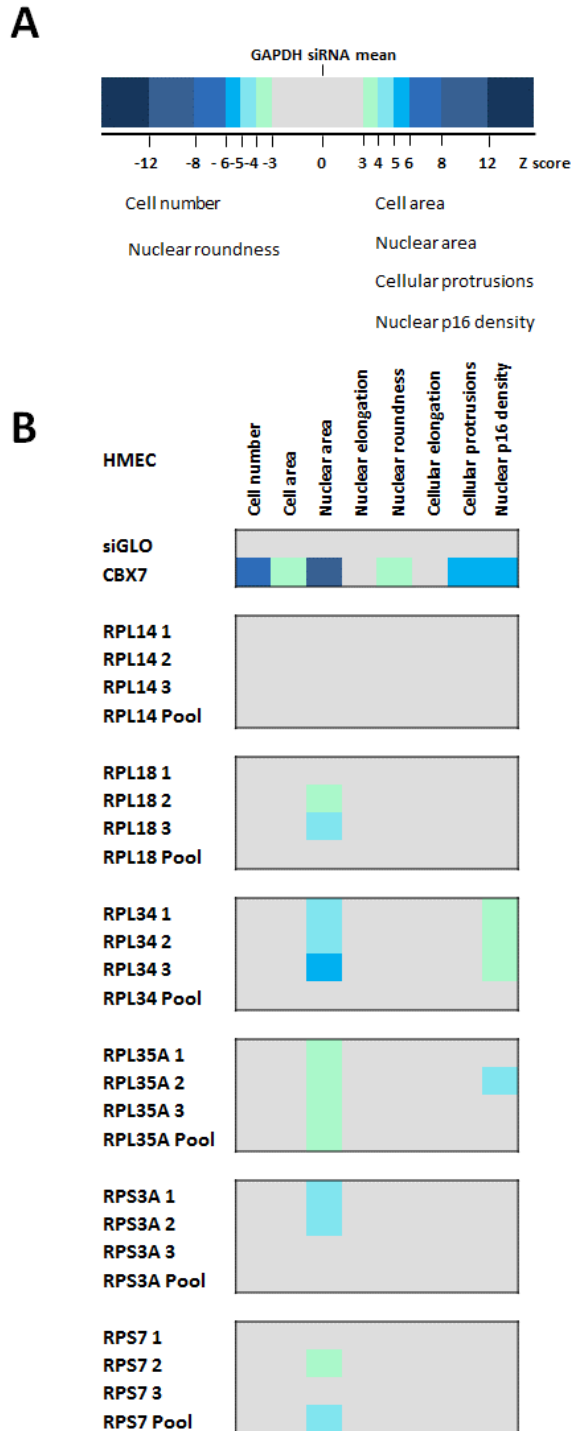 A
GAPDH siRNA mean
-12 -8 -6 -5 -4 -3 0 3 4 5 6 8 12 Z score
Cell number
Nuclear roundness
Cell area
Nuclear area
Cellular protrusions
Nuclear p16 density
B
HMEC
Cell number
Cell area
Nuclear area
Nuclear elongation
Nuclear roundness
Cellular elongation
Cellular protrusions
Nuclear p16 density
siGLO
CBX7
RPL14 1
RPL14 2
RPL14 3
RPL14 Pool
RPL18 1
RPL18 2
RPL18 3
RPL18 Pool
RPL34 1
RPL34 2
RPL34 3
RPL34 Pool
RPL35A 1
RPL35A 2
RPL35A 3
RPL35A Pool
RPS3A 1
RPS3A 2
RPS3A 3
RPS3A Pool
RPS7 1
RPS7 2
RPS7 3
RPS7 Pool